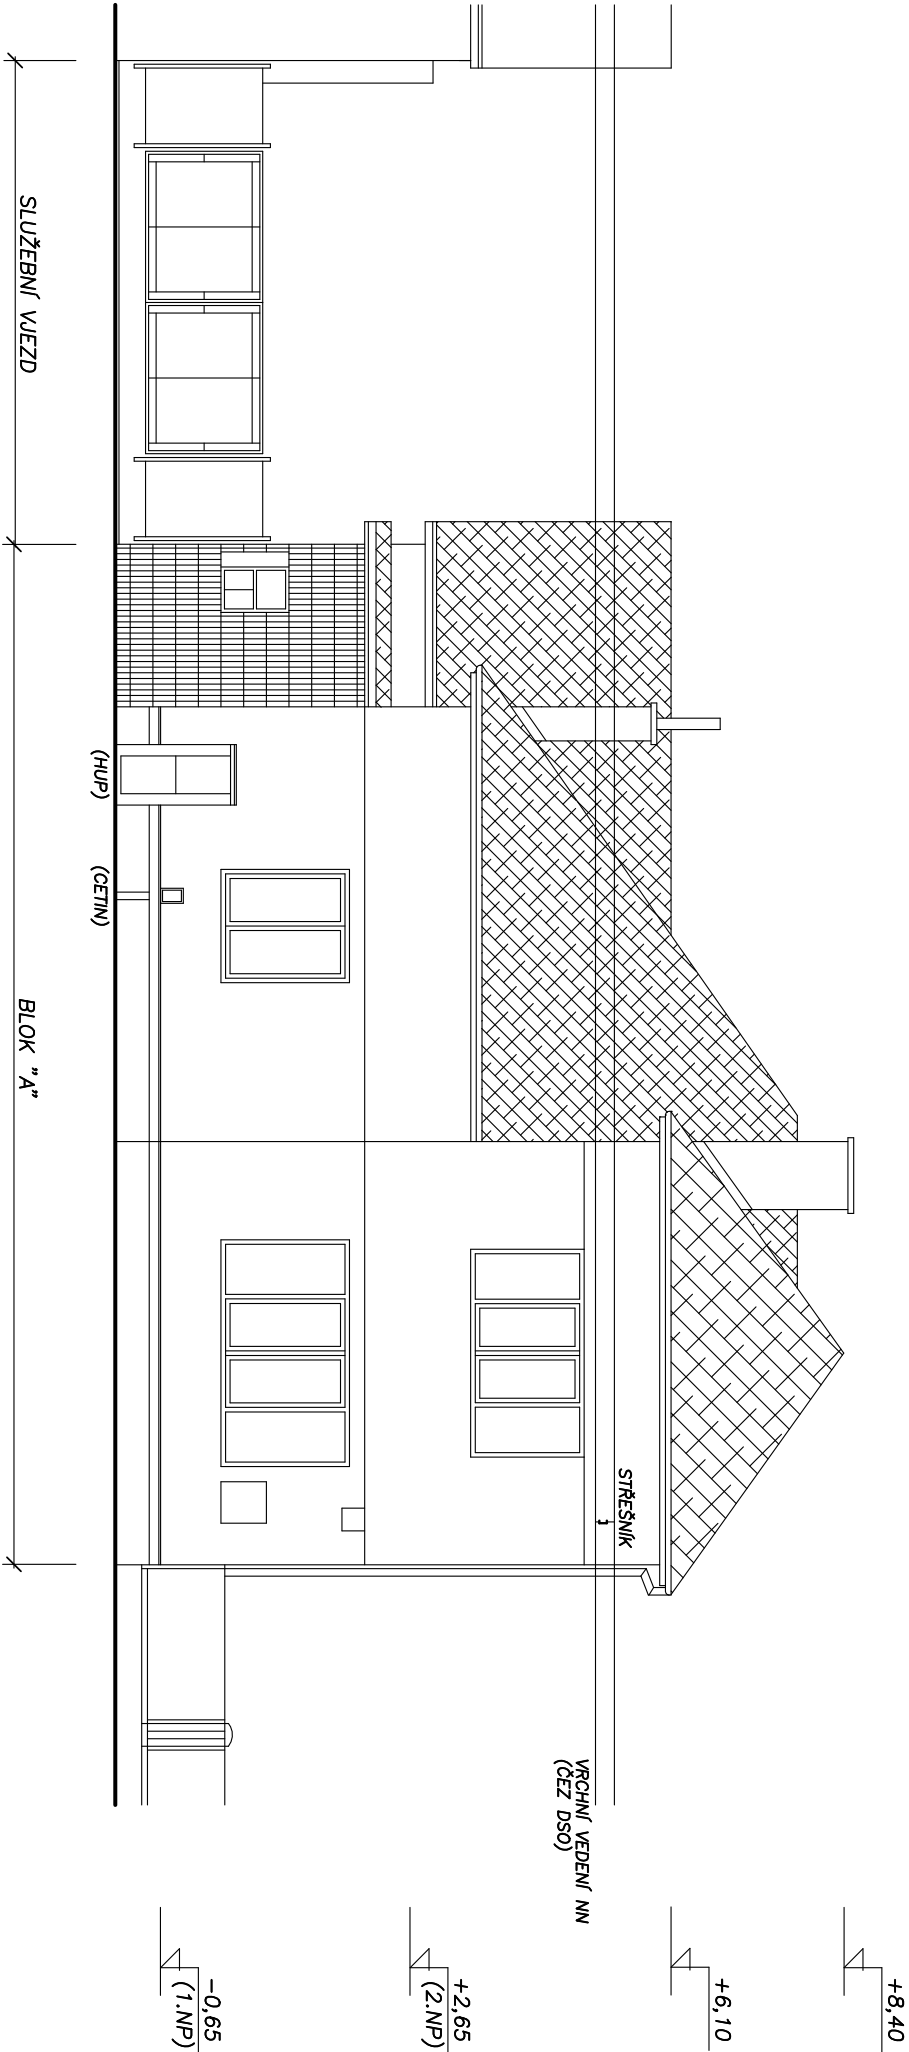 +8,40
+6,10
+2,65
(2.NP)
-0,65
(1.NP)
STŘEŠNÍK
VRCHNÍ VEDENÍ NN
(ČEZ DSO)
(HUP)
(CETIN)
SLUŽEBNÍ VJEZD
BLOK "A"